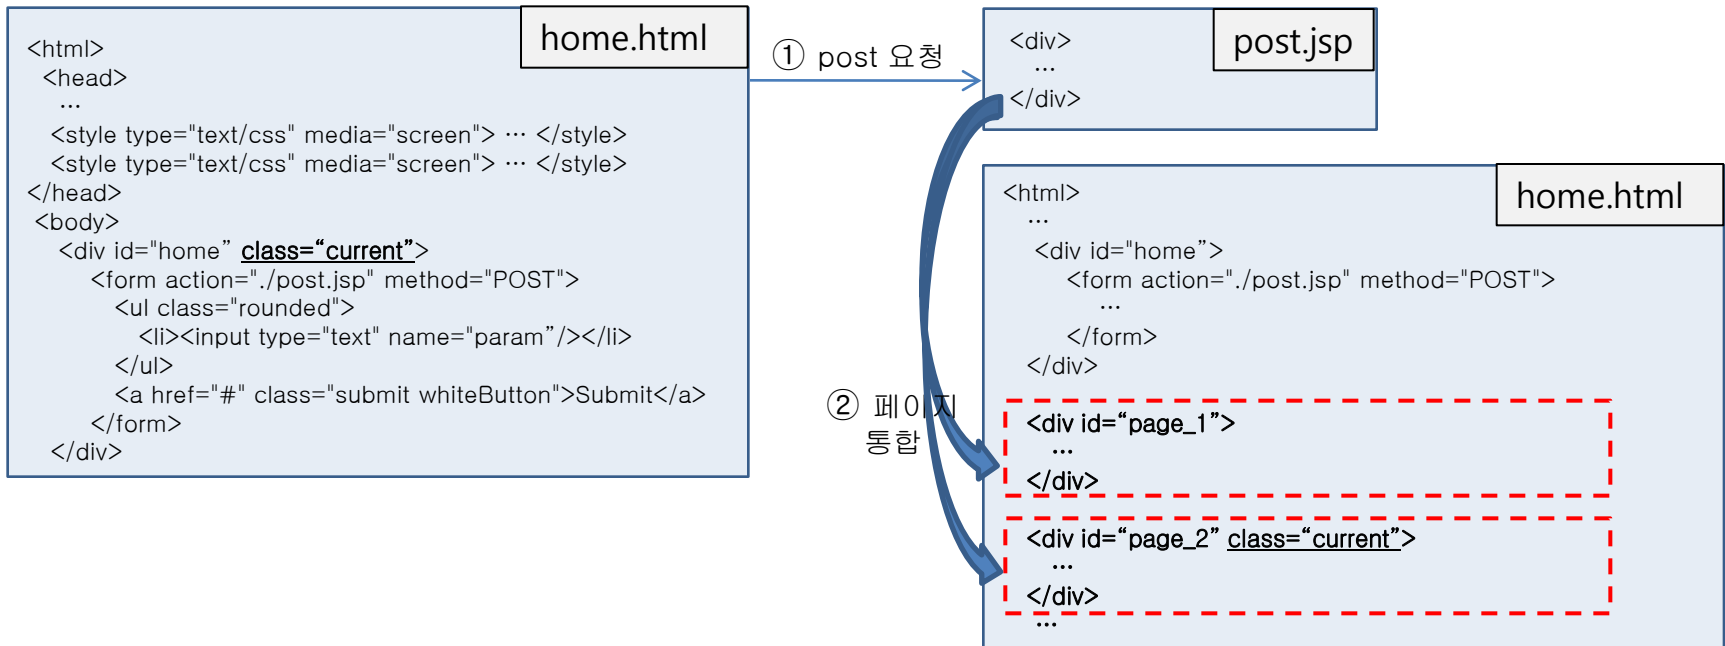 home.html
<html>
<head>
…
<style type="text/css" media="screen"> … </style>
<style type="text/css" media="screen"> … </style>
</head>
<body>
<div id="home” class=“current”>
<form action="./post.jsp" method="POST">
<ul class="rounded">
<li><input type="text" name="param”/></li>
</ul>
<a href="#" class="submit whiteButton">Submit</a>
</form>
</div>
① post 요청
post.jsp
<div>
…
</div>
② 페이지
통합
home.html
<html>
…
<div id="home”>
<form action="./post.jsp" method="POST">
…
</form>
</div>
<div id=“page_1”>
…
</div>
<div id=“page_2” class=“current”>
…
</div>
…